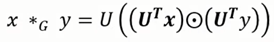 x *_G y = U((U^T x)⊙(U^T y))